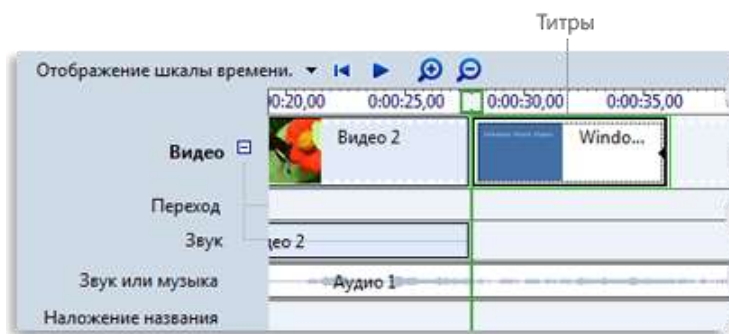 Титры
Отображение шкалы времени.
0:20,00 0:00:25,00 0:00:30,00 0:00:35,00
Видео Видео 2 Windo...
Переход
Звук део 2
Звук или музыка Аудио 1
Наложение названия